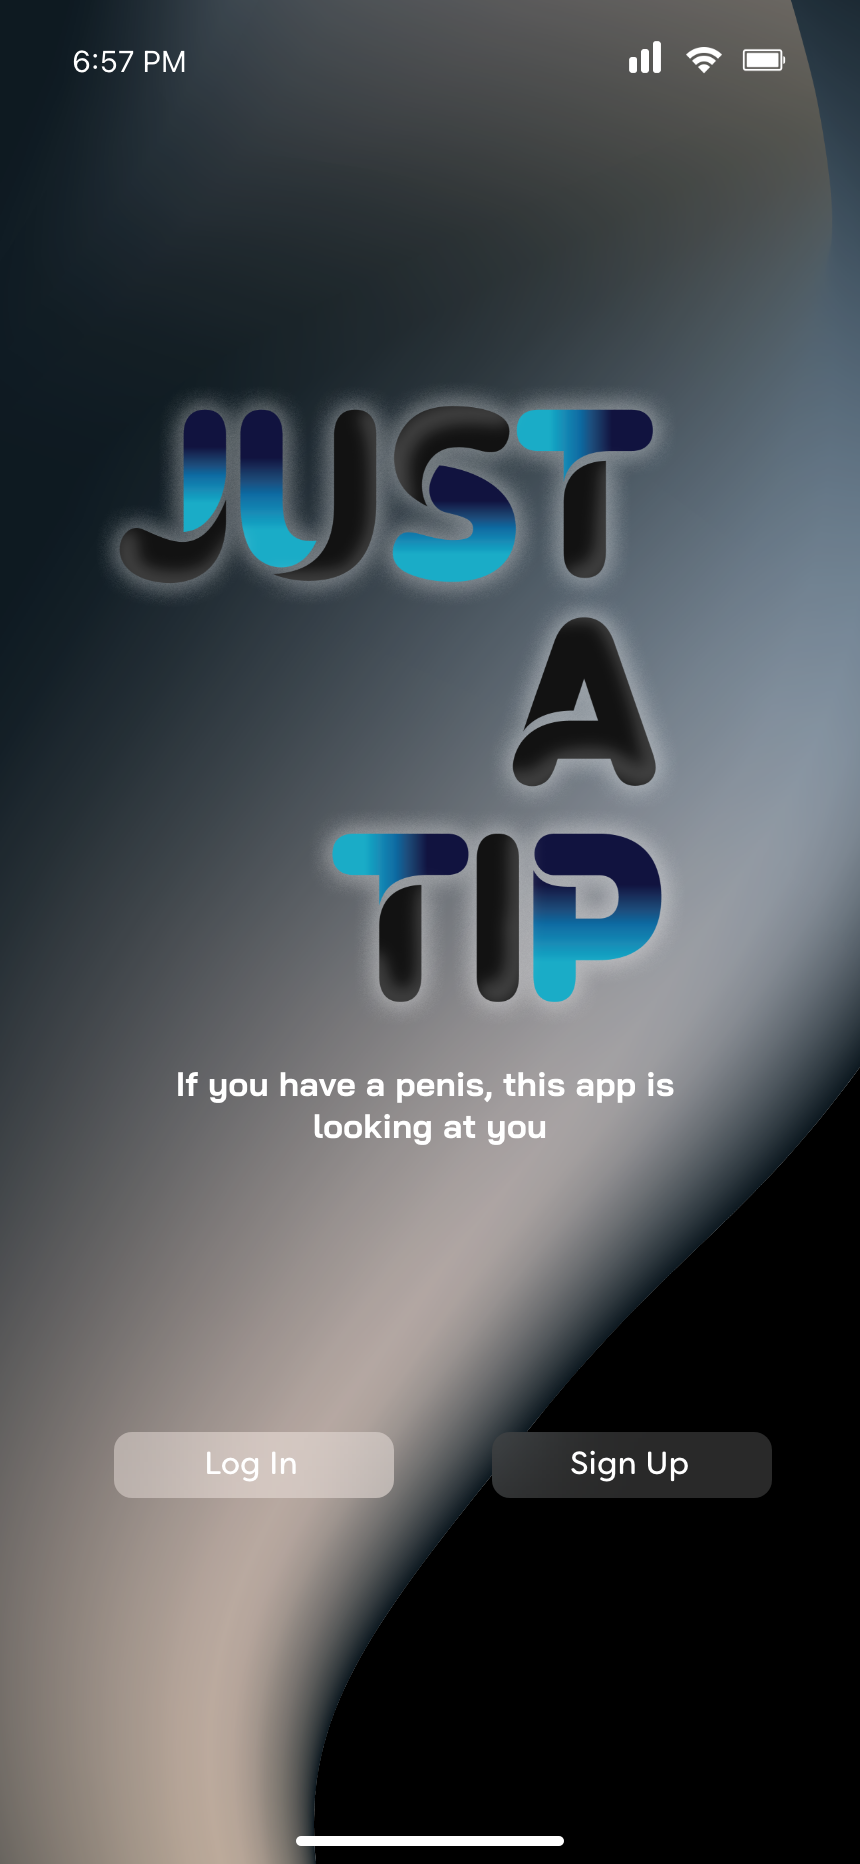 6:57 PM
JUST
A
TIP
If you have a penis, this app is
looking at you
Log In
Sign Up